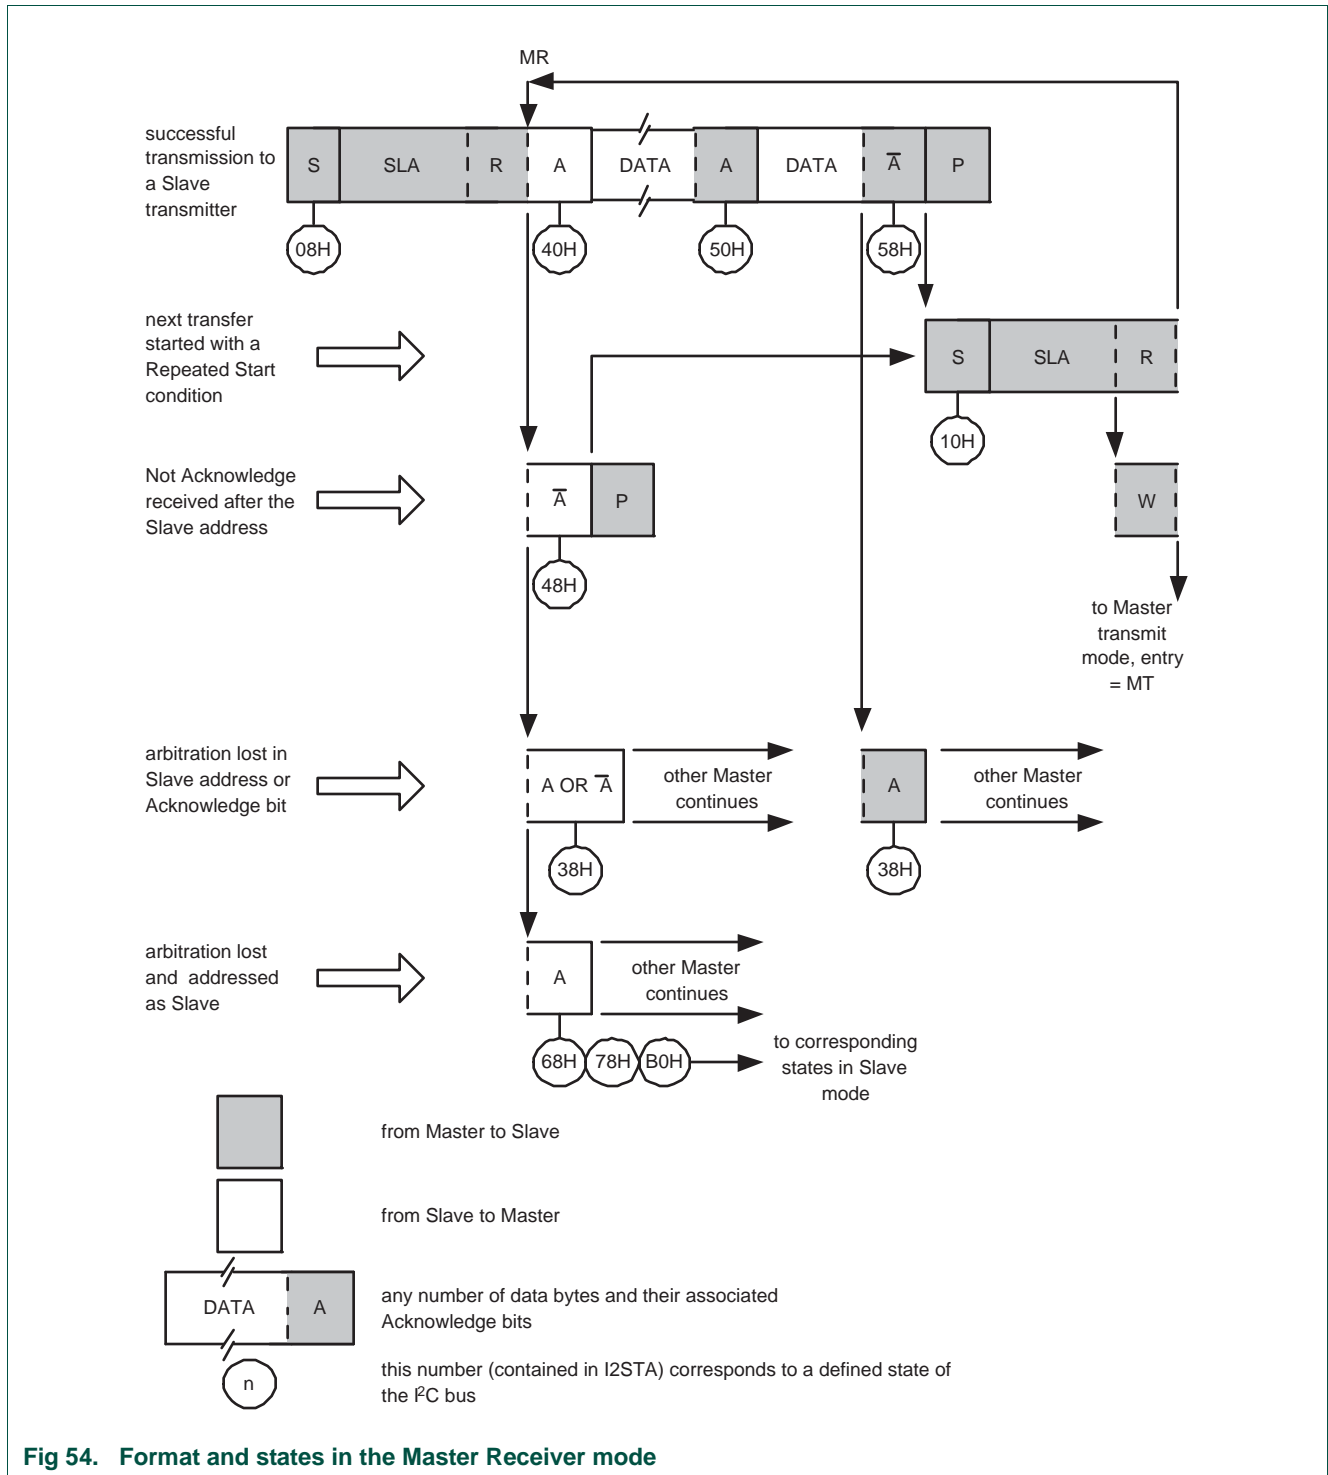 MR
successful
transmission to
a Slave
transmitter
S SLA R A DATA A DATA A̅ P
08H 40H 50H 58H
next transfer
started with a
Repeated Start
condition
S SLA R
10H
Not Acknowledge
received after the
Slave address
A̅ P
W
48H
to Master
transmit
mode, entry
= MT
arbitration lost in
Slave address or
Acknowledge bit
A OR A̅
other Master
continues
A
other Master
continues
38H 38H
arbitration lost
and addressed
as Slave
A
other Master
continues
68H 78H B0H
to corresponding
states in Slave
mode
from Master to Slave
from Slave to Master
DATA A
any number of data bytes and their associated
Acknowledge bits
n
this number (contained in I2STA) corresponds to a defined state of
the I²C bus
Fig 54. Format and states in the Master Receiver mode